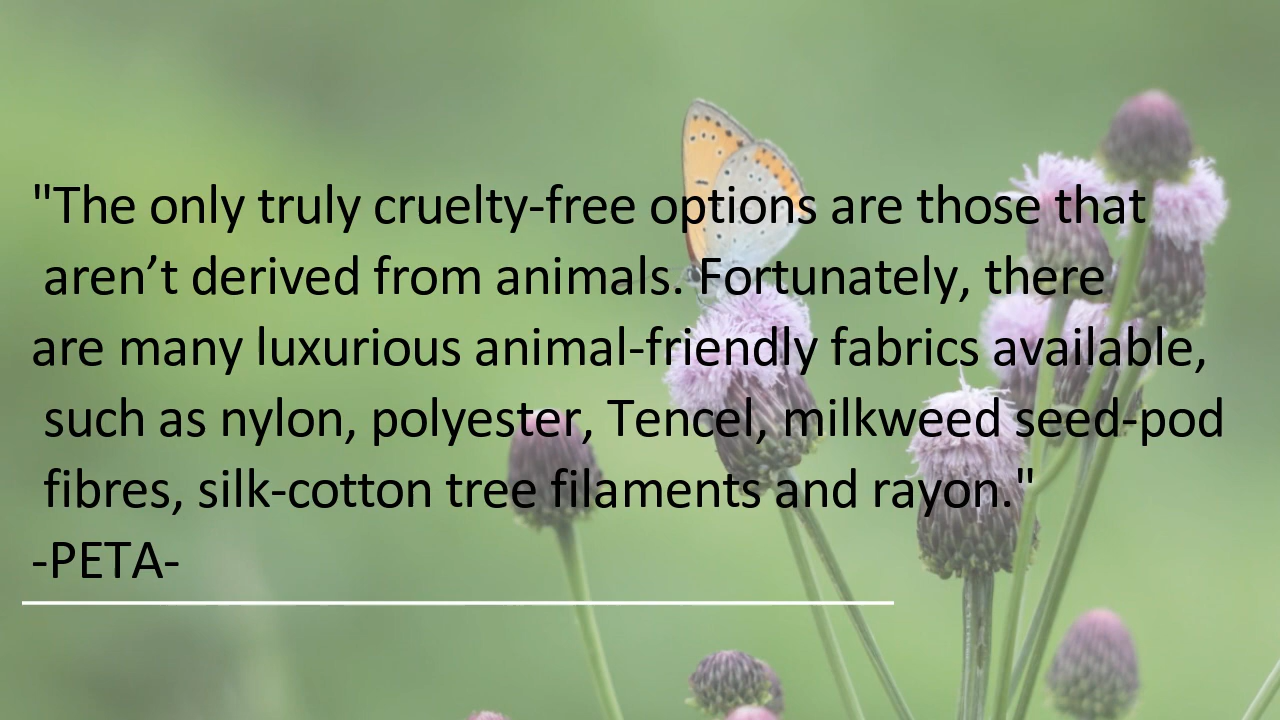 "The only truly cruelty-free options are those that
aren’t derived from animals. Fortunately, there
are many luxurious animal-friendly fabrics available,
such as nylon, polyester, Tencel, milkweed seed-pod
fibres, silk-cotton tree filaments and rayon."
-PETA-